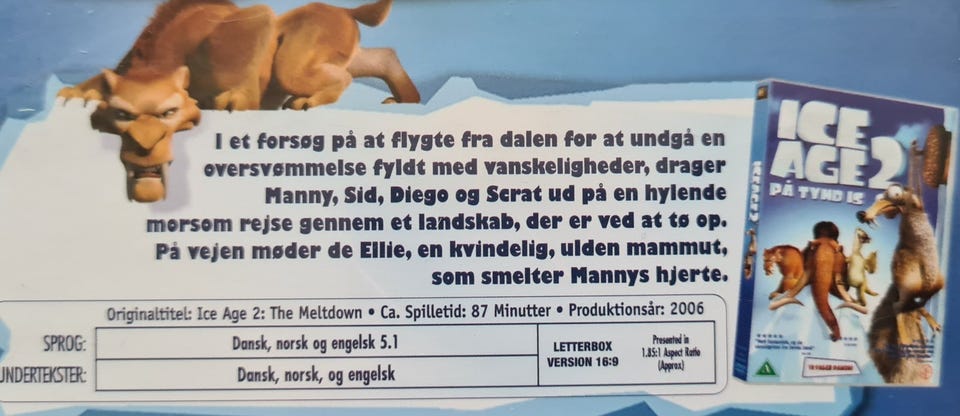 I et forsøg på at flygte fra dalen for at undgå en
oversvømmelse fyldt med vanskeligheder, drager
Manny, Sid, Diego og Scrat ud på en hylende
morsom rejse gennem et landskab, der er ved at tø op.
På vejen møder de Ellie, en kvindelig, ulden mammut,
som smelter Mannys hjerte.
Originaltitel: Ice Age 2: The Meltdown • Ca. Spilletid: 87 Minutter • Produktionsår: 2006
SPROG: Dansk, norsk og engelsk 5.1
UNDERTEKSTER: Dansk, norsk, og engelsk
LETTERBOX
VERSION 16:9
Presented in
1.85:1 Aspect Ratio
(Approx)
ICE
AGE 2
PÅ TYND IS